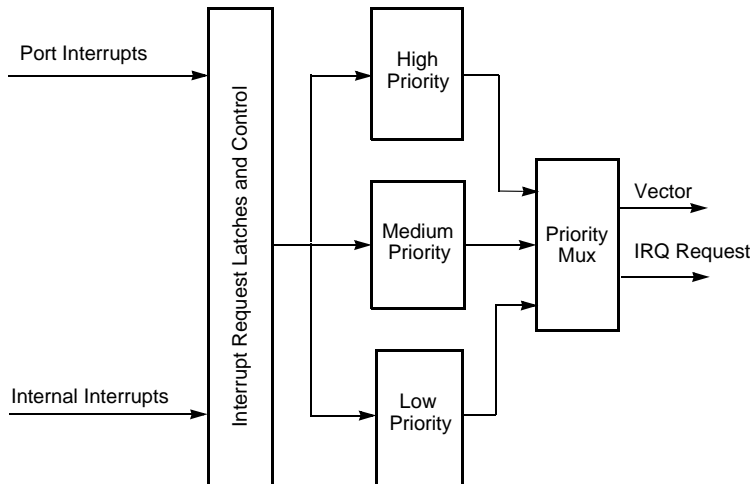 Port Interrupts
Internal Interrupts
Interrupt Request Latches and Control
High
Priority
Medium
Priority
Low
Priority
Priority
Mux
Vector
IRQ Request